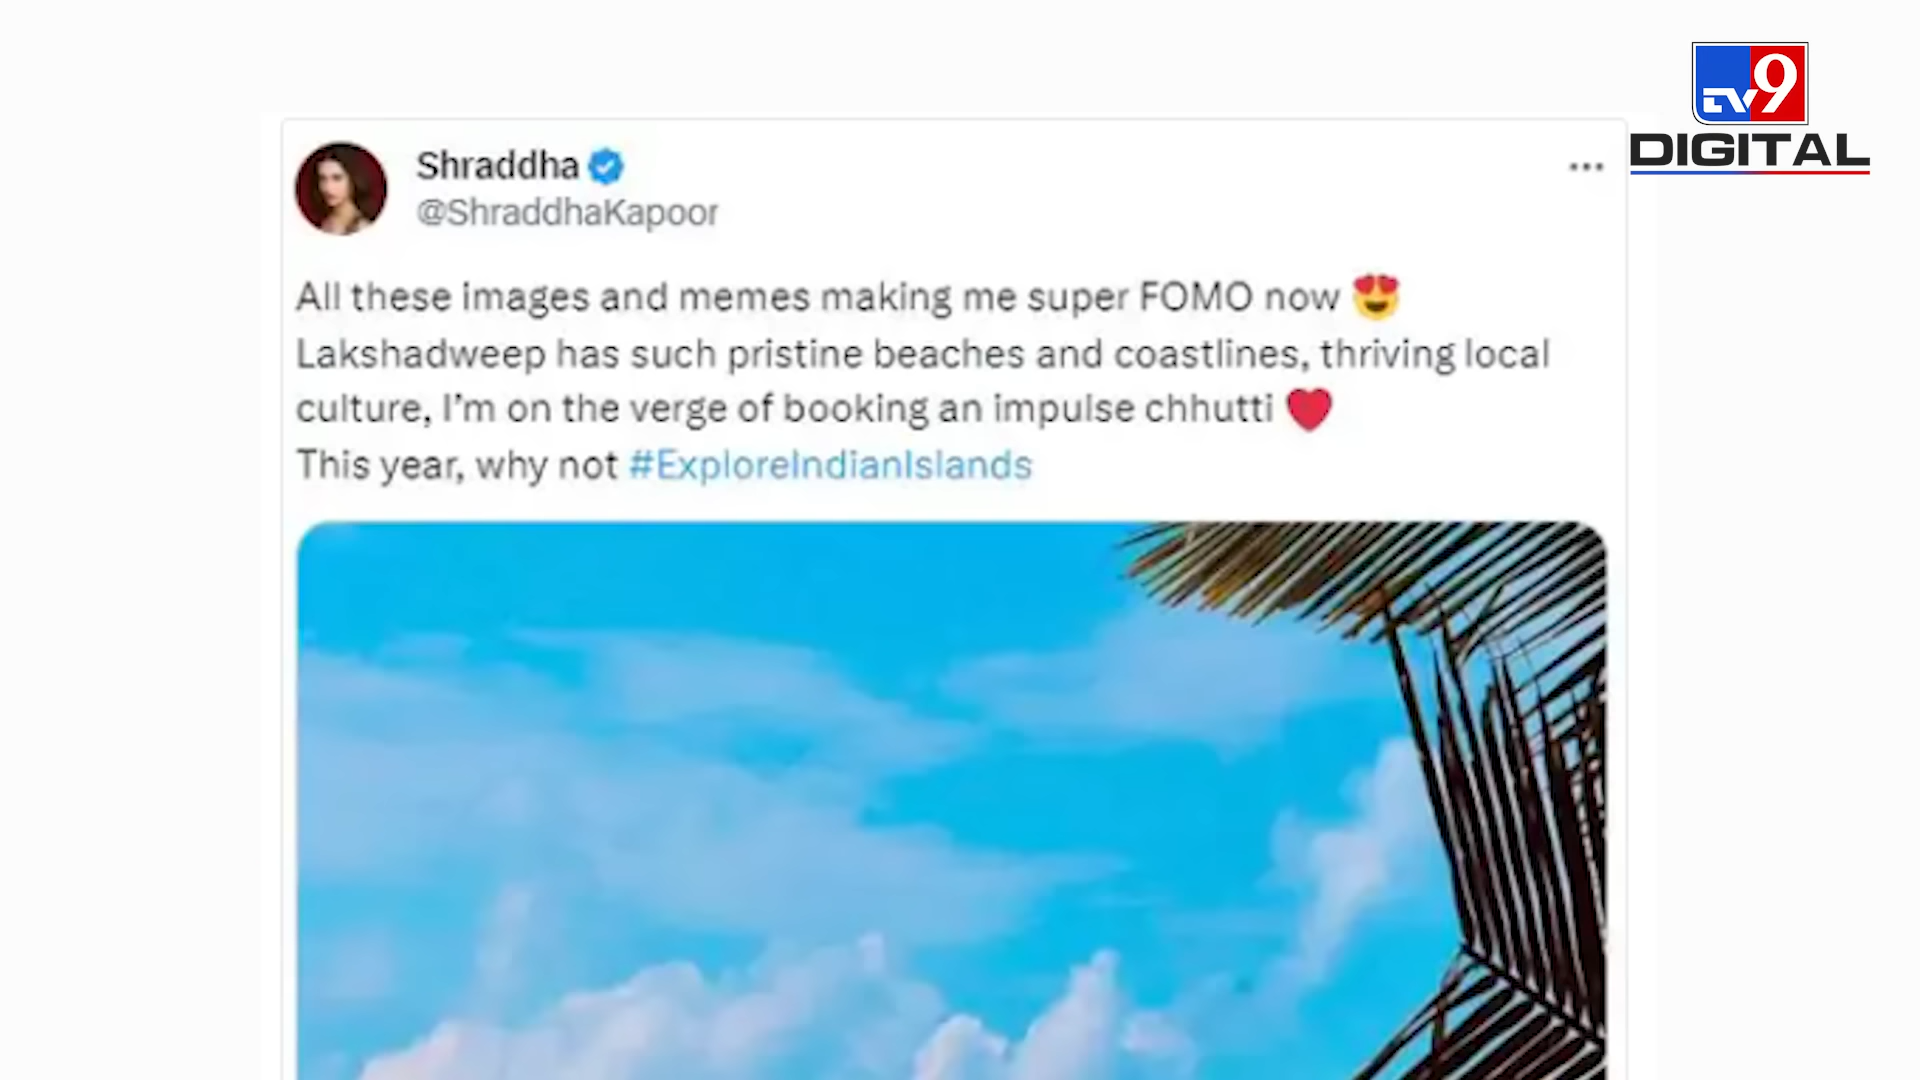 TV9
DIGITAL
Shraddha
@ShraddhaKapoor
All these images and memes making me super FOMO now 😍
Lakshadweep has such pristine beaches and coastlines, thriving local
culture, I’m on the verge of booking an impulse chhutti ❤️
This year, why not #ExploreIndianIslands